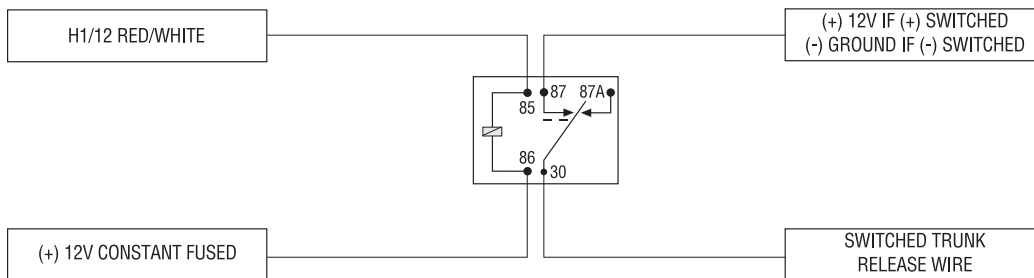 H1/12 RED/WHITE
(+) 12V IF (+) SWITCHED
(-) GROUND IF (-) SWITCHED
87 87A
85
86
30
(+) 12V CONSTANT FUSED
SWITCHED TRUNK
RELEASE WIRE